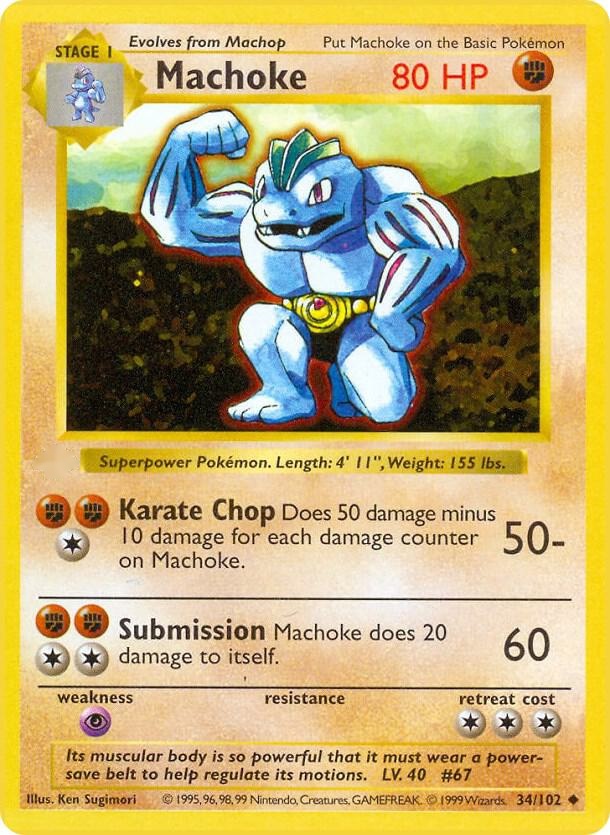 STAGE 1
Evolves from Machop
Put Machoke on the Basic Pokémon
Machoke
80 HP
Superpower Pokémon. Length: 4' 11", Weight: 155 lbs.
Karate Chop Does 50 damage minus
10 damage for each damage counter
on Machoke.
50-
Submission Machoke does 20
damage to itself.
60
weakness
resistance
retreat cost
Its muscular body is so powerful that it must wear a power-
save belt to help regulate its motions. LV. 40 #67
Illus. Ken Sugimori
© 1995, 96, 98, 99 Nintendo, Creatures, GAMEFREAK. © 1999 Wizards.
34/102